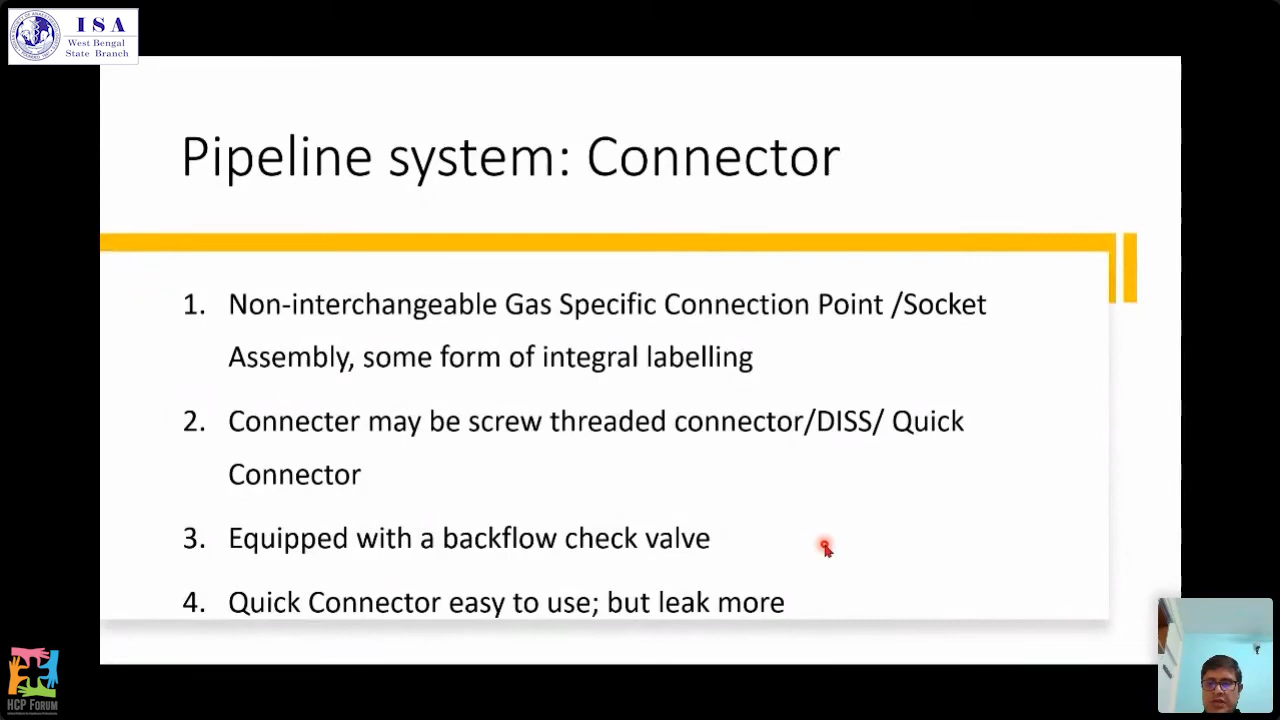 I S A
West Bengal
State Branch
Pipeline system: Connector
1. Non-interchangeable Gas Specific Connection Point /Socket
Assembly, some form of integral labelling
2. Connecter may be screw threaded connector/DISS/ Quick
Connector
3. Equipped with a backflow check valve
4. Quick Connector easy to use; but leak more
HCP FORUM